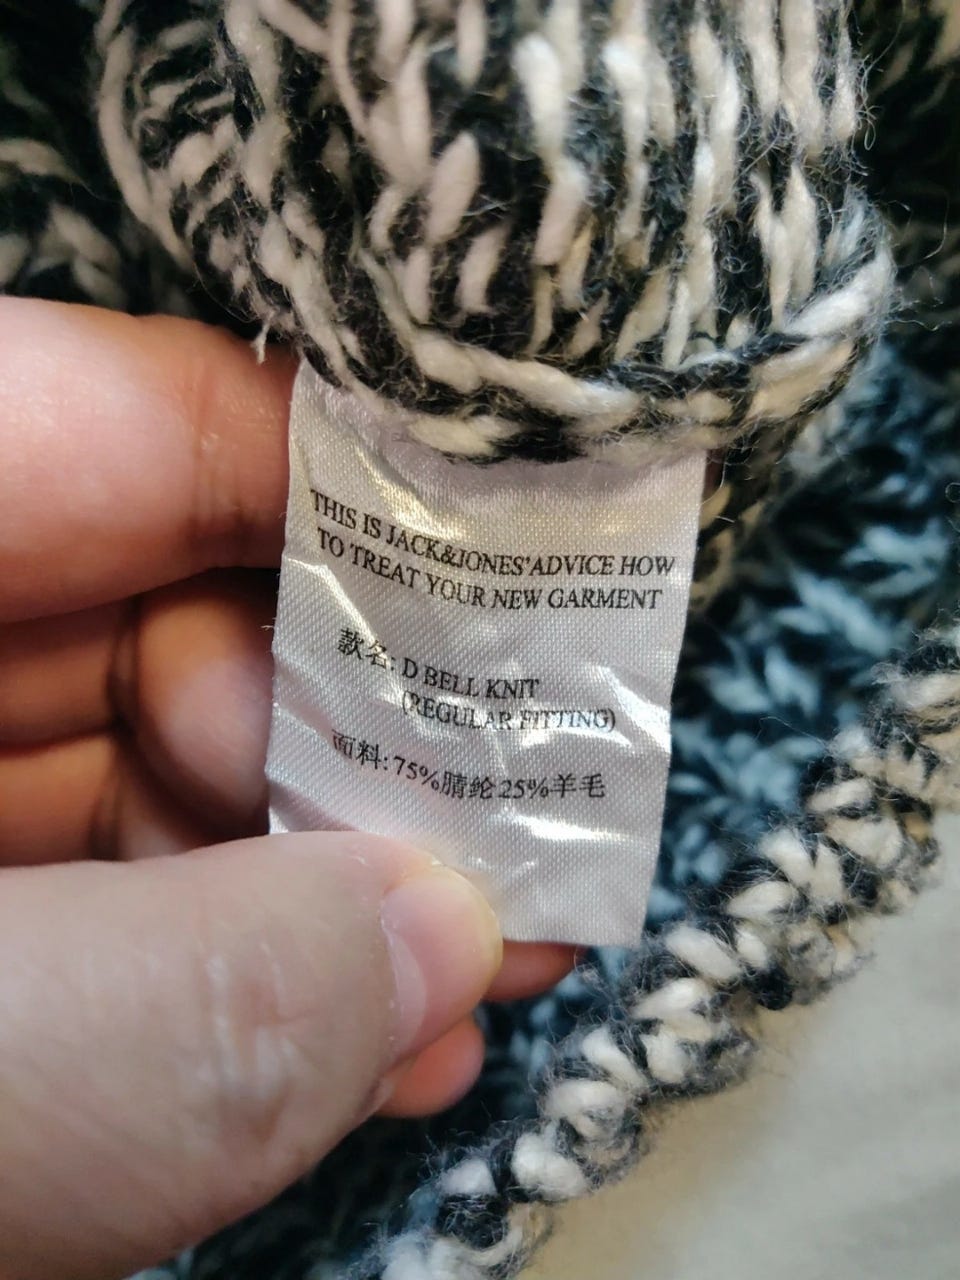 THIS IS JACK&JONES' ADVICE HOW
TO TREAT YOUR NEW GARMENT
款名: D BELL KNIT
(REGULAR FITTING)
面料: 75%腈纶 25%羊毛